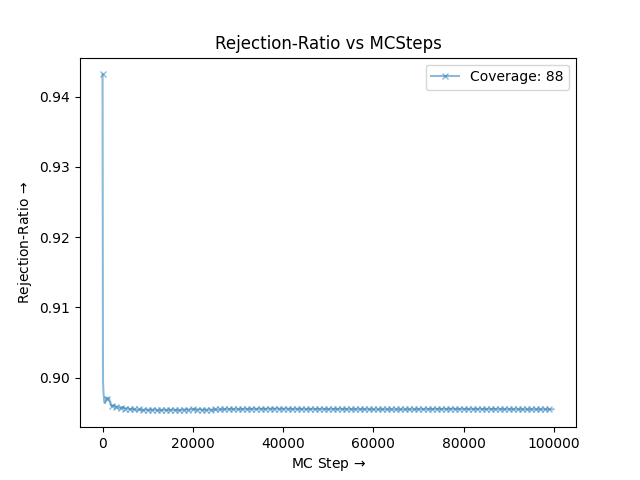 Rejection-Ratio vs MCSteps
Coverage: 88
0.94
0.93
0.92
0.91
0.90
Rejection-Ratio →
0 20000 40000 60000 80000 100000
MC Step →